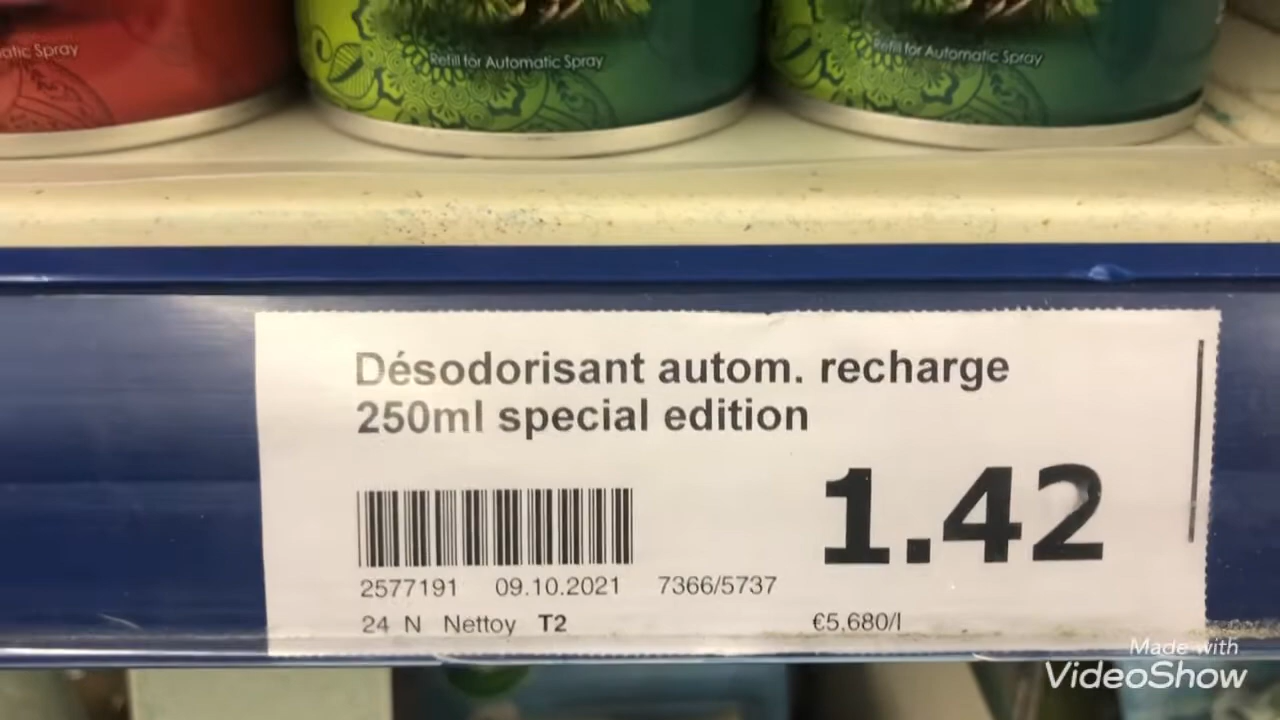 atic Spray
Refill for Automatic Spray
Refill for Automatic Spray
Désodorisant autom. recharge
250ml special edition
1.42
2577191 09.10.2021 7366/5737
24 N Nettoy T2
€5,680/l
Made with
VideoShow